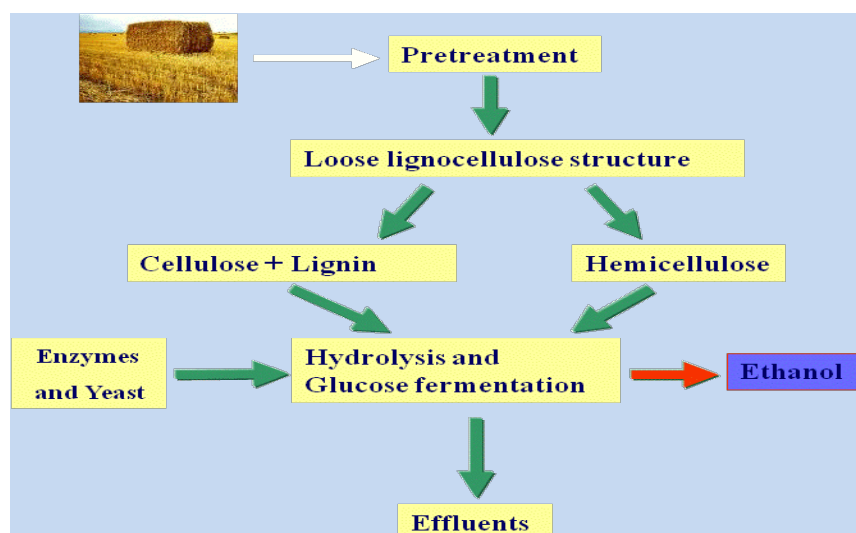 Pretreatment
Loose lignocellulose structure
Cellulose + Lignin
Hemicellulose
Enzymes
and Yeast
Hydrolysis and
Glucose fermentation
Ethanol
Effluents